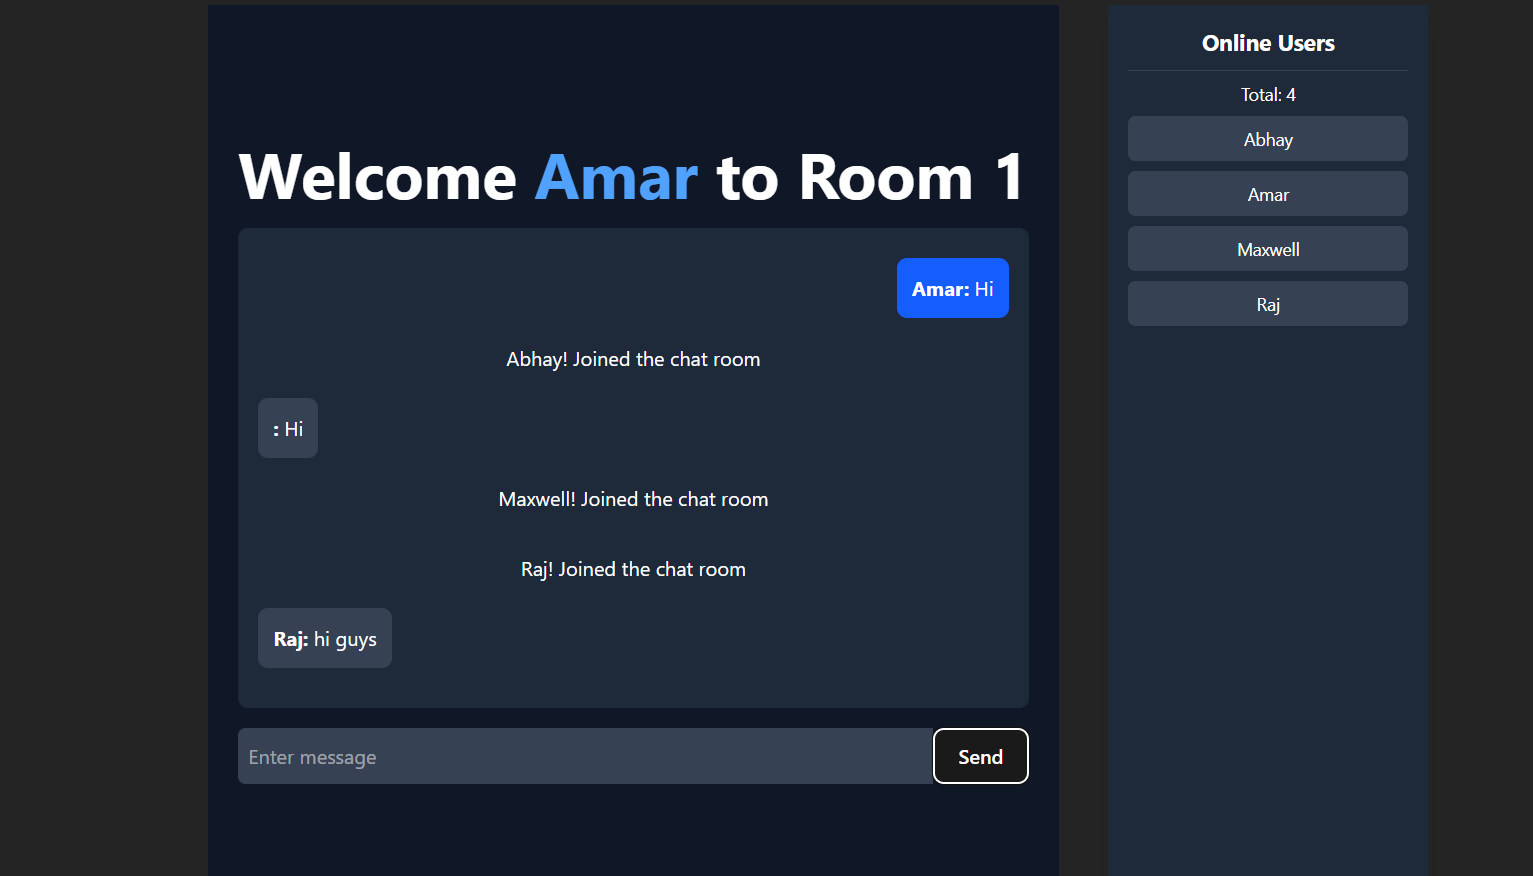 Welcome Amar to Room 1
Amar: Hi
Abhay! Joined the chat room
: Hi
Maxwell! Joined the chat room
Raj! Joined the chat room
Raj: hi guys
Enter message
Send
Online Users
Total: 4
Abhay
Amar
Maxwell
Raj